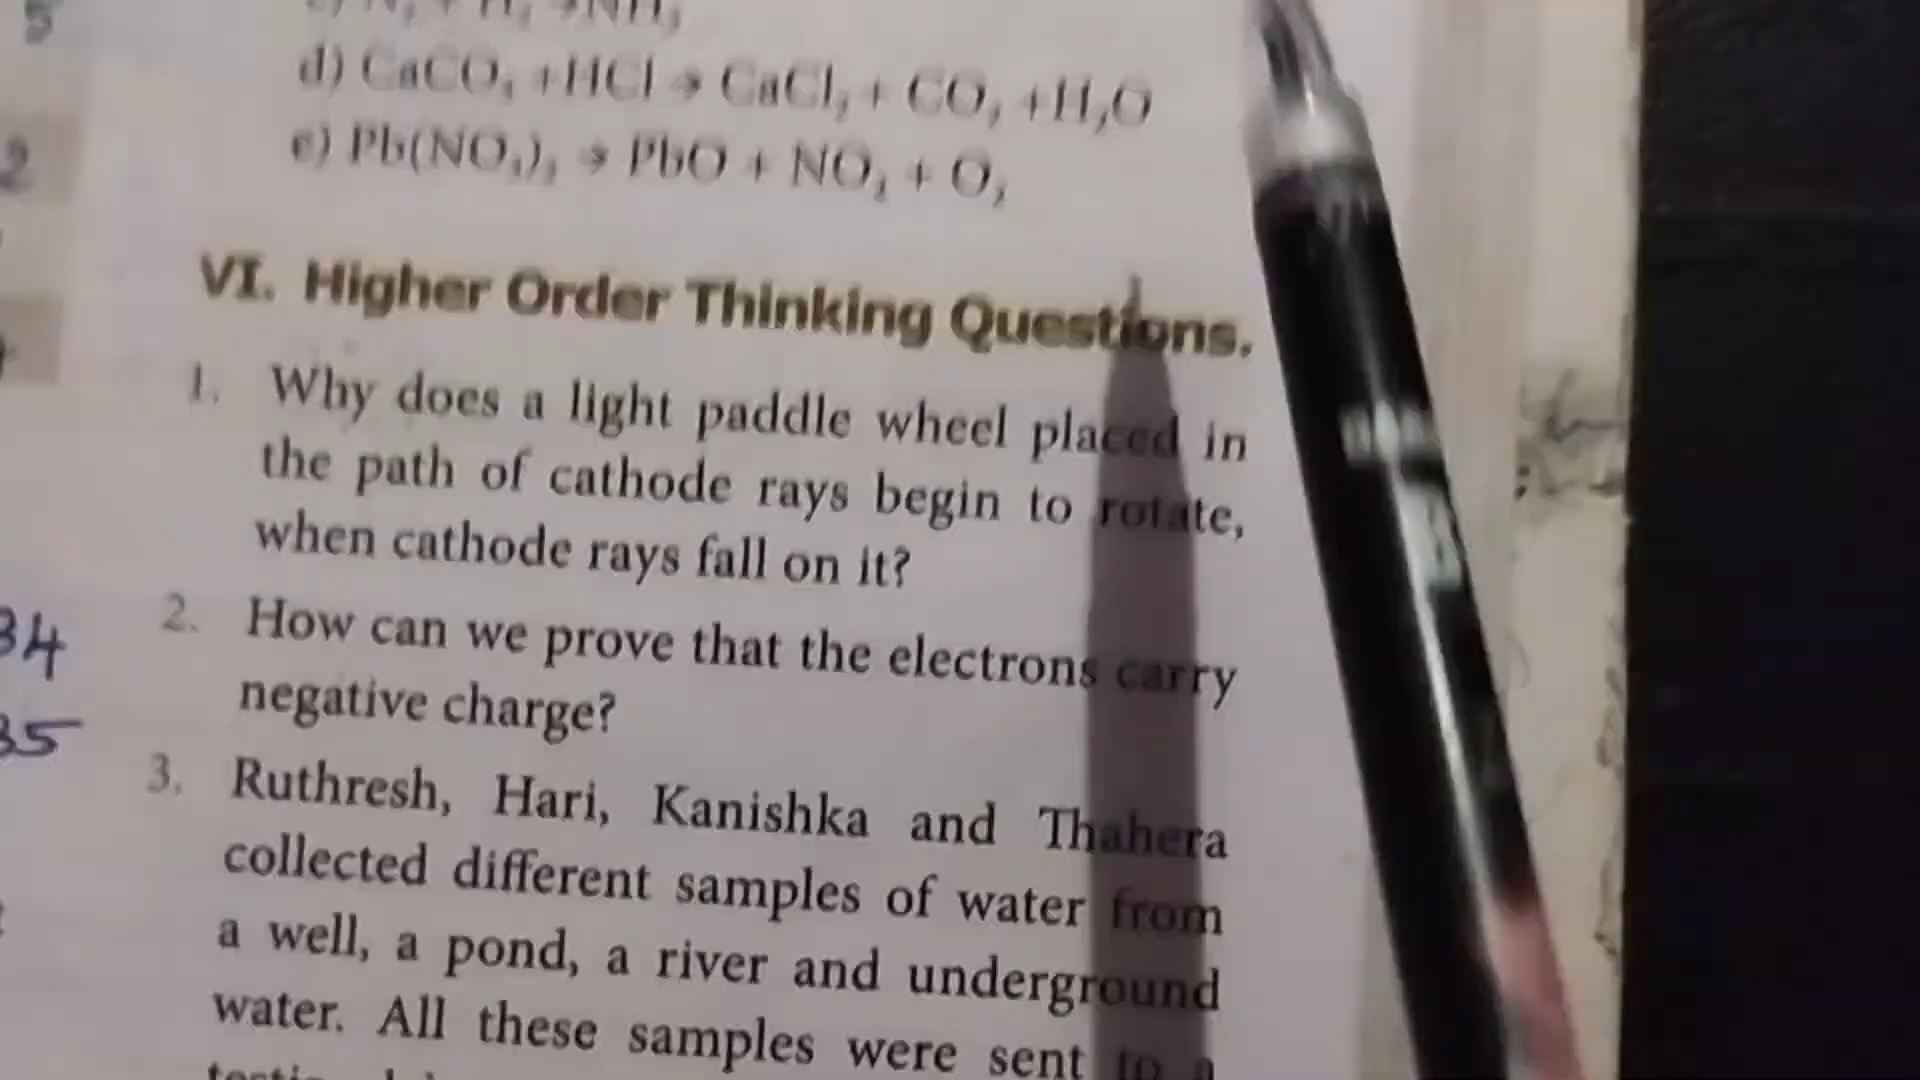 5
d) CaCO₃ +HCl → CaCl₂ + CO₂ +H₂O
2
e) Pb(NO₃)₂ → PbO + NO₂ + O₂
VI. Higher Order Thinking Questions.
1. Why does a light paddle wheel placed in
the path of cathode rays begin to rotate,
when cathode rays fall on it?
2. How can we prove that the electrons carry
34
negative charge?
35
3. Ruthresh, Hari, Kanishka and Thahera
collected different samples of water from
a well, a pond, a river and underground
water. All these samples were sent to a